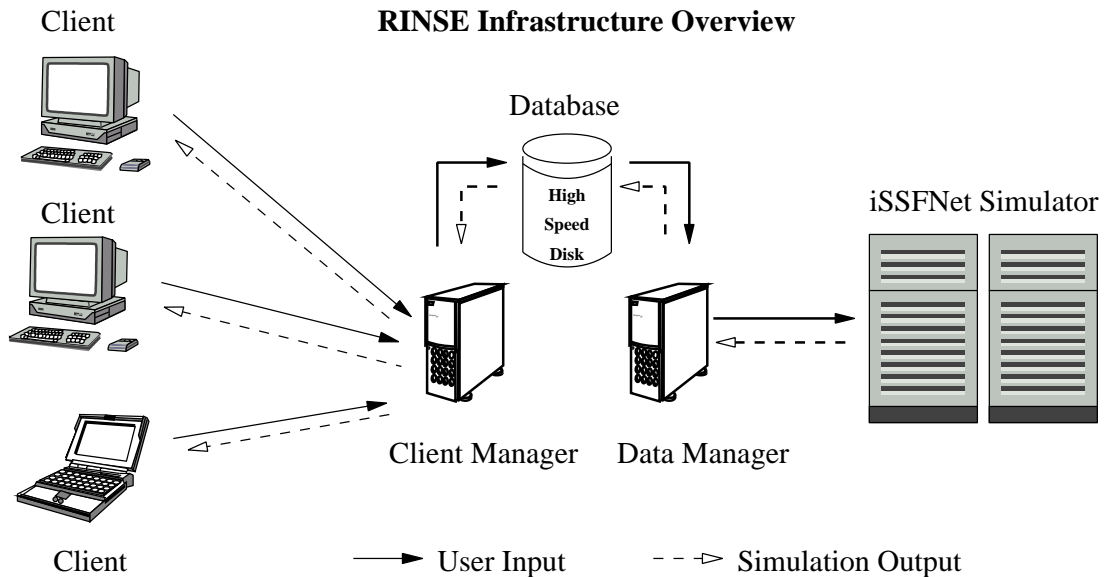 Client
RINSE Infrastructure Overview
Database
High
Speed
Disk
Client
iSSFNet Simulator
Client Manager
Data Manager
Client
User Input
Simulation Output